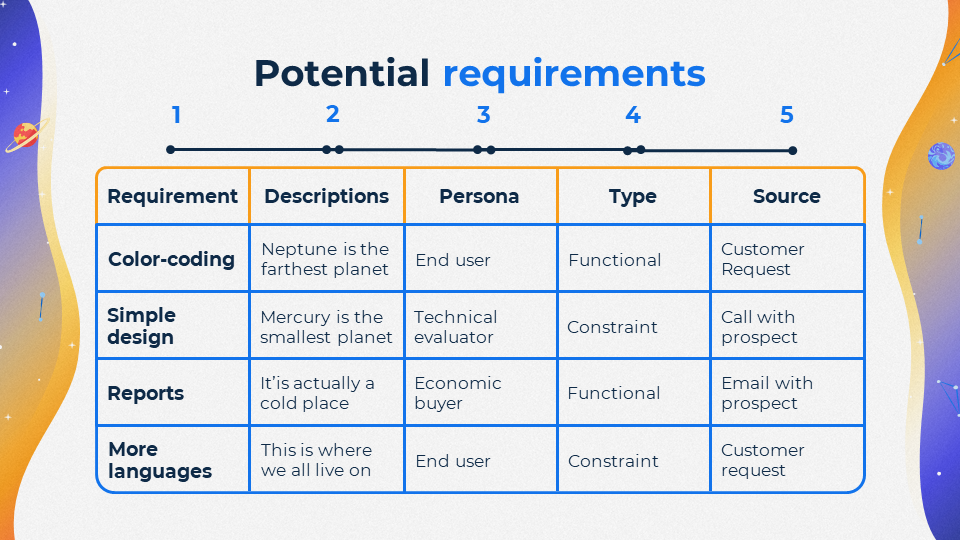 Potential requirements
1 2 3 4 5
Requirement Descriptions Persona Type Source
Color-coding
Neptune is the
farthest planet
End user
Functional
Customer
Request
Simple
design
Mercury is the
smallest planet
Technical
evaluator
Constraint
Call with
prospect
Reports
It’is actually a
cold place
Economic
buyer
Functional
Email with
prospect
More
languages
This is where
we all live on
End user
Constraint
Customer
request